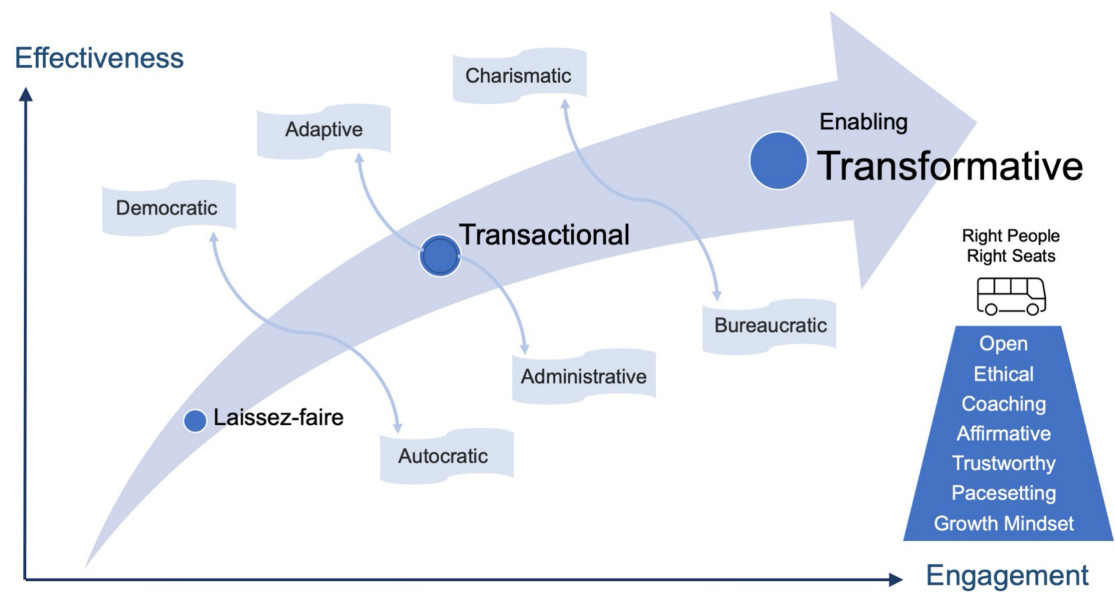 Effectiveness
Charismatic
Adaptive
Enabling
Transformative
Democratic
Transactional
Right People
Right Seats
Bureaucratic
Open
Administrative
Ethical
Coaching
Laissez-faire
Affirmative
Autocratic
Trustworthy
Pacesetting
Growth Mindset
Engagement